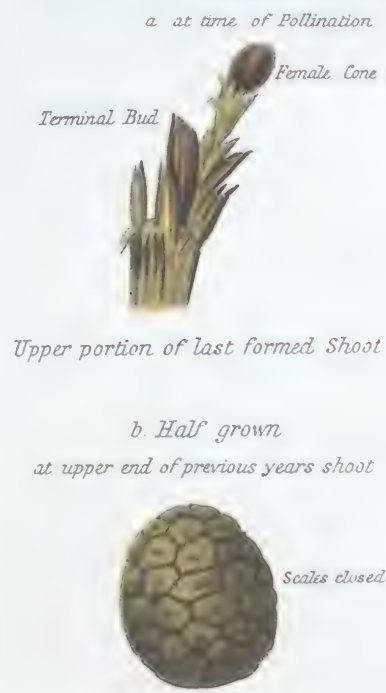 a at time of Pollination
Female Cone
Terminal Bud
Upper portion of last formed Shoot
b. Half grown
at upper end of previous years shoot
Scales closed